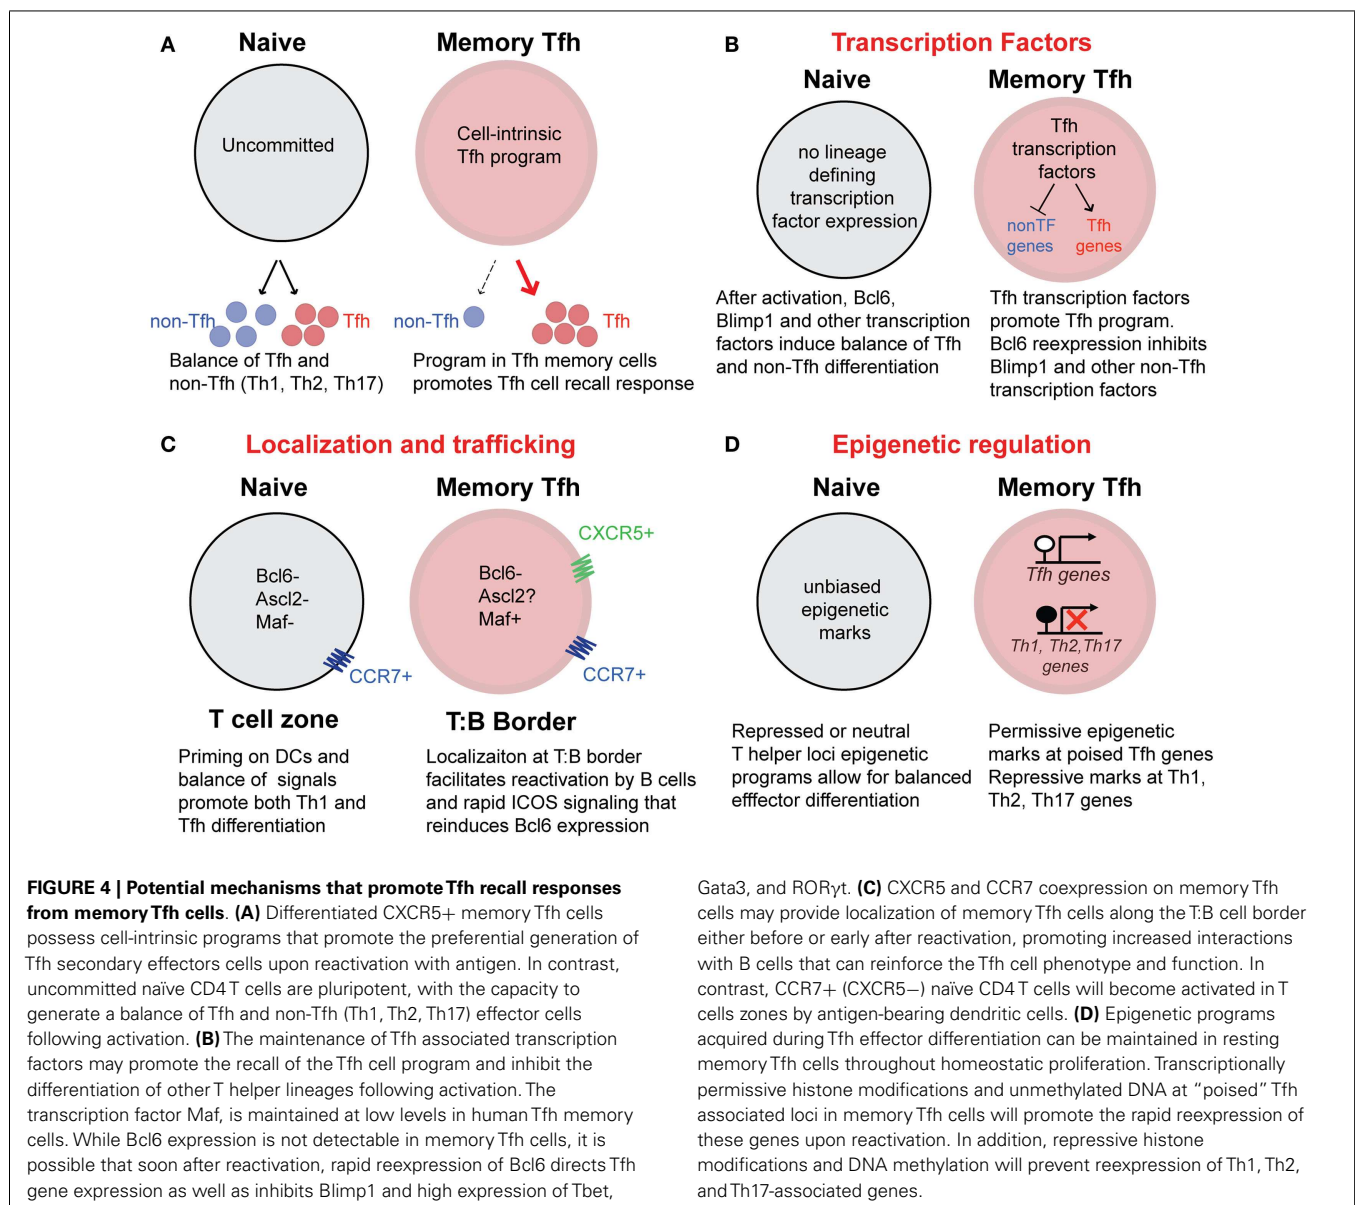 A
Naive
Memory Tfh
Uncommitted
Cell-intrinsic
Tfh program
non-Tfh
Tfh
non-Tfh
Tfh
Balance of Tfh and
non-Tfh (Th1, Th2, Th17)
Program in Tfh memory cells
promotes Tfh cell recall response
B
Transcription Factors
Naive
Memory Tfh
no lineage
defining
transcription
factor expression
Tfh
transcription
factors
nonTF
genes
Tfh
genes
After activation, Bcl6,
Blimp1 and other transcription
factors induce balance of Tfh
and non-Tfh differentiation
Tfh transcription factors
promote Tfh program.
Bcl6 reexpression inhibits
Blimp1 and other non-Tfh
transcription factors
C
Localization and trafficking
Naive
Memory Tfh
Bcl6-
Ascl2-
Maf-
CCR7+
CXCR5+
Bcl6-
Ascl2?
Maf+
CCR7+
T cell zone
T:B Border
Priming on DCs and
balance of signals
promote both Th1 and
Tfh differentiation
Localizaiton at T:B border
facilitates reactivation by B cells
and rapid ICOS signaling that
reinduces Bcl6 expression
D
Epigenetic regulation
Naive
Memory Tfh
unbiased
epigenetic
marks
Tfh genes
Th1, Th2,Th17
genes
Repressed or neutral
T helper loci epigenetic
programs allow for balanced
efffector differentiation
Permissive epigenetic
marks at poised Tfh genes
Repressive marks at Th1,
Th2, Th17 genes
FIGURE 4 | Potential mechanisms that promote Tfh recall responses
from memory Tfh cells. (A) Differentiated CXCR5+ memory Tfh cells
possess cell-intrinsic programs that promote the preferential generation of
Tfh secondary effectors cells upon reactivation with antigen. In contrast,
uncommitted naïve CD4 T cells are pluripotent, with the capacity to
generate a balance of Tfh and non-Tfh (Th1, Th2, Th17) effector cells
following activation. (B) The maintenance of Tfh associated transcription
factors may promote the recall of the Tfh cell program and inhibit the
differentiation of other T helper lineages following activation. The
transcription factor Maf, is maintained at low levels in human Tfh memory
cells. While Bcl6 expression is not detectable in memory Tfh cells, it is
possible that soon after reactivation, rapid reexpression of Bcl6 directs Tfh
gene expression as well as inhibits Blimp1 and high expression of Tbet,
Gata3, and RORγt. (C) CXCR5 and CCR7 coexpression on memory Tfh
cells may provide localization of memory Tfh cells along the T:B cell border
either before or early after reactivation, promoting increased interactions
with B cells that can reinforce the Tfh cell phenotype and function. In
contrast, CCR7+ (CXCR5−) naïve CD4 T cells will become activated in T
cells zones by antigen-bearing dendritic cells. (D) Epigenetic programs
acquired during Tfh effector differentiation can be maintained in resting
memory Tfh cells throughout homeostatic proliferation. Transcriptionally
permissive histone modifications and unmethylated DNA at “poised” Tfh
associated loci in memory Tfh cells will promote the rapid reexpression of
these genes upon reactivation. In addition, repressive histone
modifications and DNA methylation will prevent reexpression of Th1, Th2,
and Th17-associated genes.